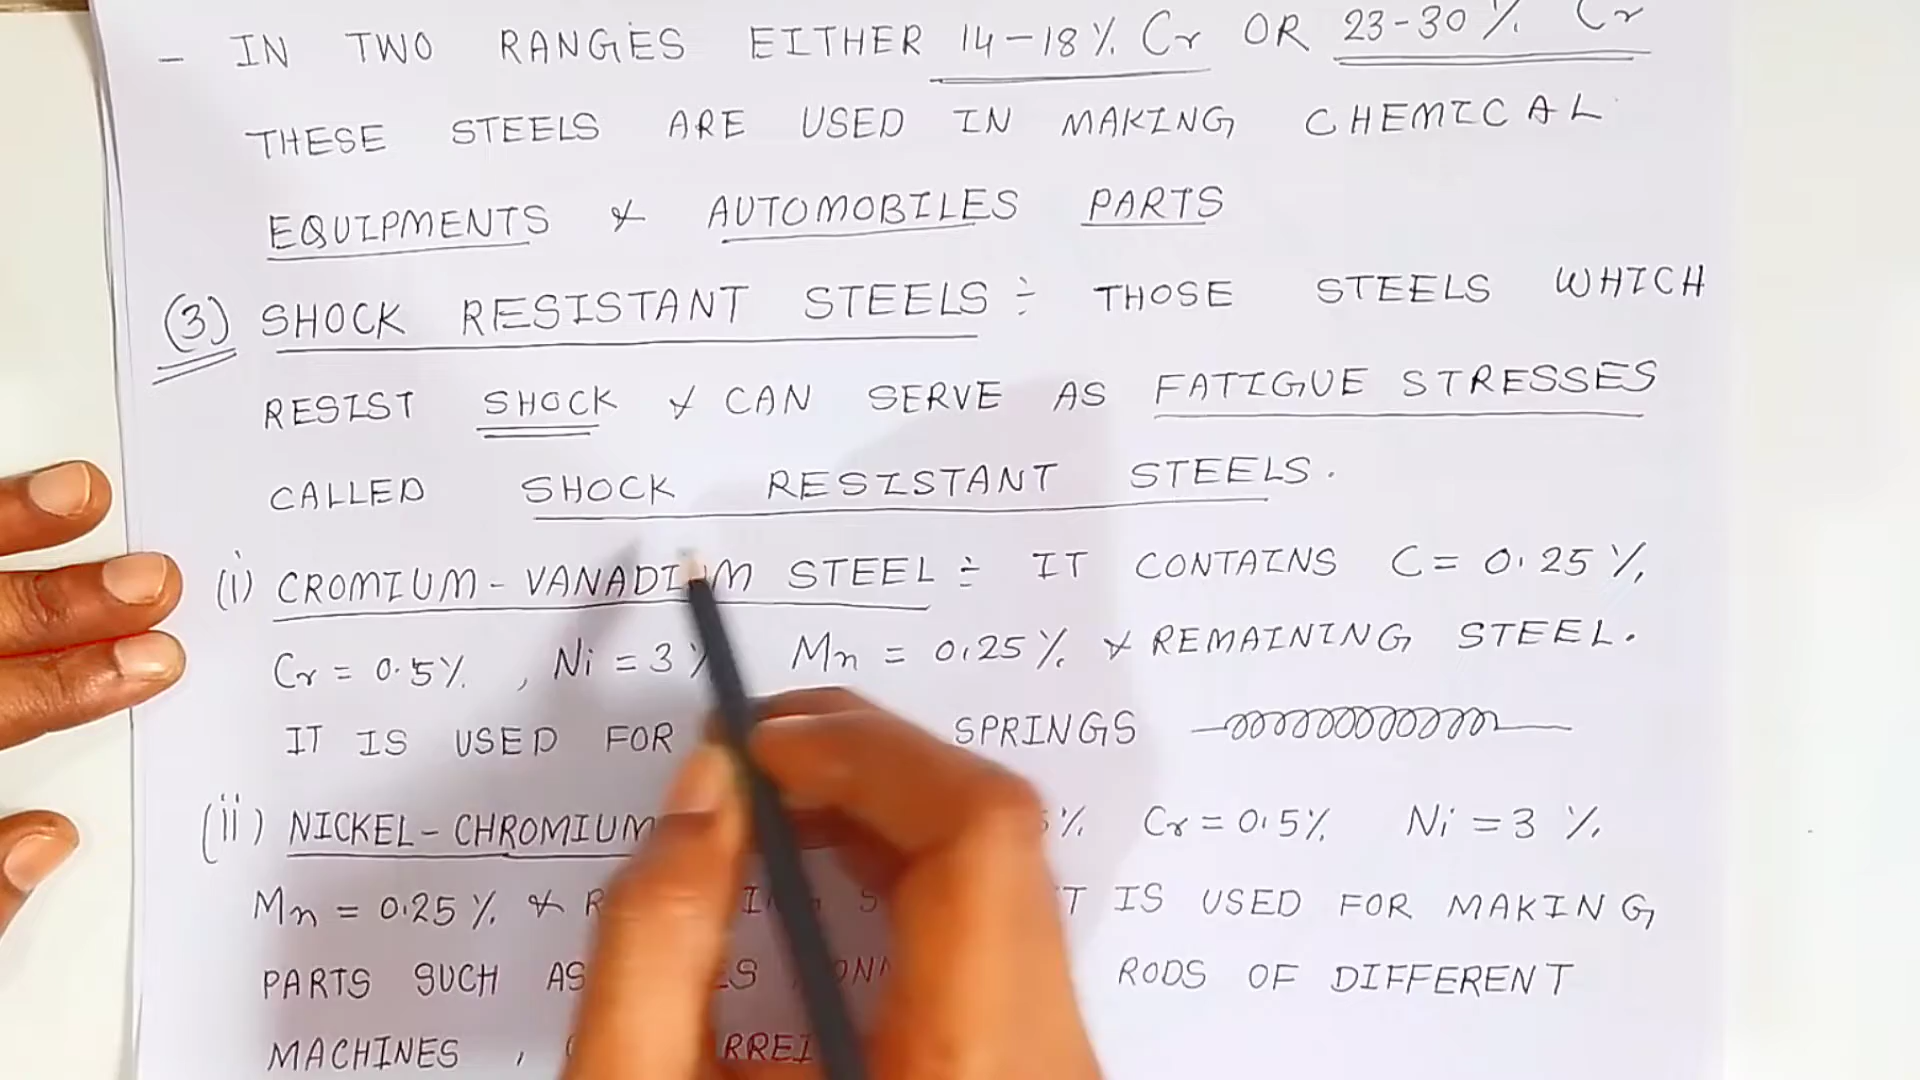 - IN TWO RANGES EITHER 14-18% Cr OR 23-30% Cr
THESE STEELS ARE USED IN MAKING CHEMICAL
EQUIPMENTS & AUTOMOBILES PARTS
(3) SHOCK RESISTANT STEELS ÷ THOSE STEELS WHICH
RESIST SHOCK & CAN SERVE AS FATIGUE STRESSES
CALLED SHOCK RESISTANT STEELS.
(i) CROMIUM-VANADIUM STEEL ÷ IT CONTAINS C = 0.25%
Cr = 0.5%, Ni = 3% Mn = 0.25% & REMAINING STEEL.
IT IS USED FOR SPRINGS
(ii) NICKEL-CHROMIUM Cr = 0.5% Ni = 3%
Mn = 0.25% & IS USED FOR MAKING
PARTS SUCH AS RODS OF DIFFERENT
MACHINES,